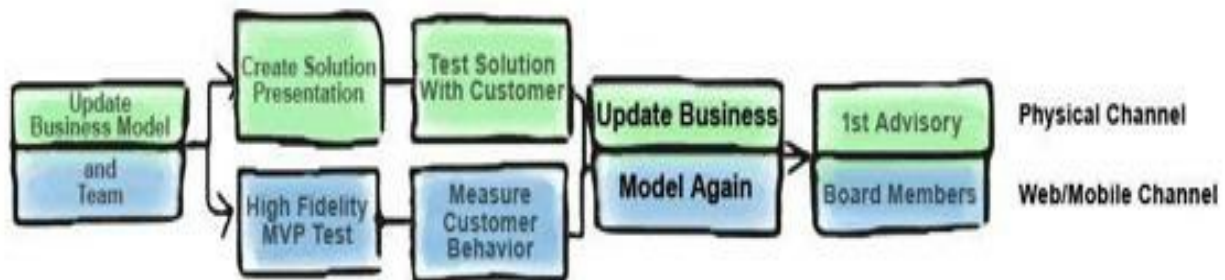 Update
Business Model
and
Team
Create Solution
Presentation
Test Solution
With Customer
High Fidelity
MVP Test
Measure
Customer
Behavior
Update Business
Model Again
1st Advisory
Board Members
Physical Channel
Web/Mobile Channel